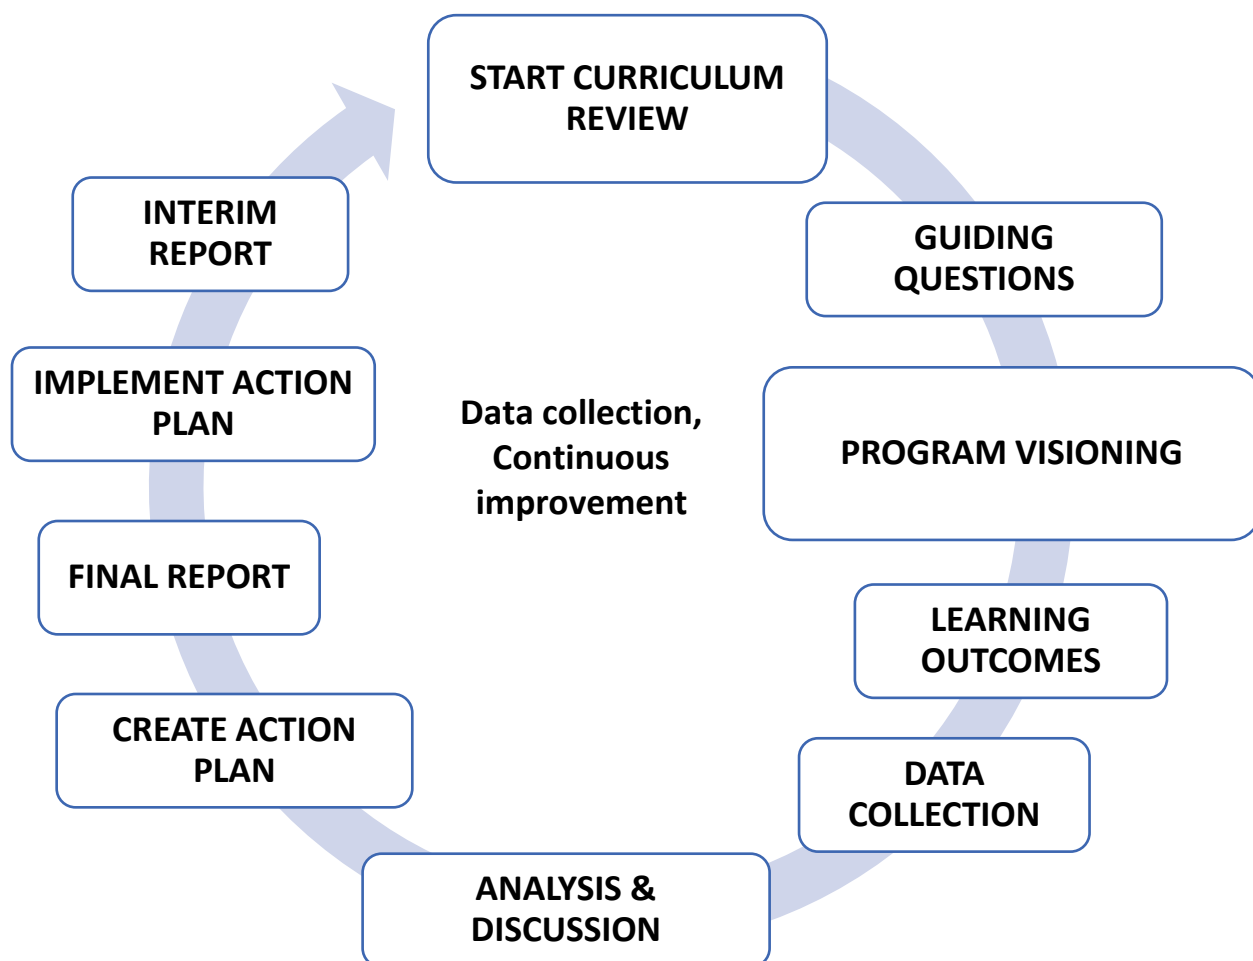 START CURRICULUM
REVIEW
GUIDING
QUESTIONS
PROGRAM VISIONING
LEARNING
OUTCOMES
DATA
COLLECTION
ANALYSIS &
DISCUSSION
CREATE ACTION
PLAN
FINAL REPORT
IMPLEMENT ACTION
PLAN
INTERIM
REPORT
Data collection,
Continuous
improvement